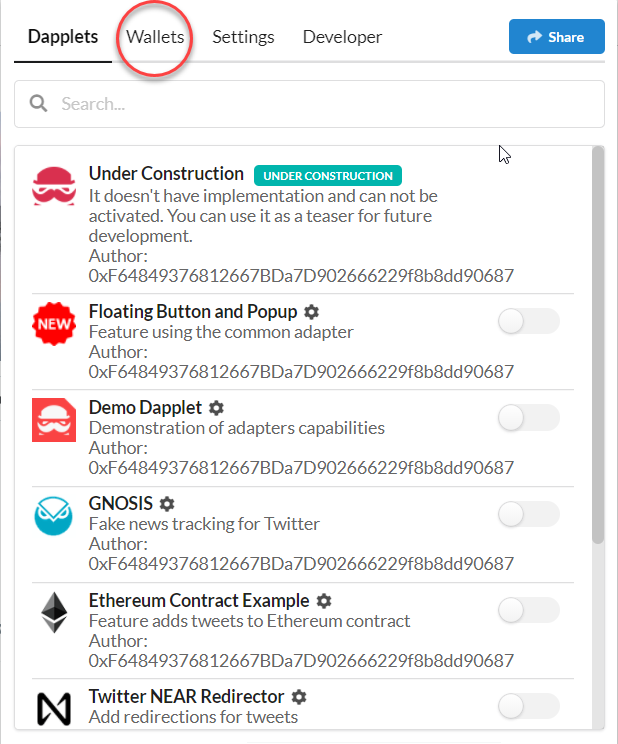 Dapplets Wallets Settings Developer Share
Search...
Under Construction UNDER CONSTRUCTION
It doesn't have implementation and can not be
activated. You can use it as a teaser for future
development.
Author:
0xF64849376812667BDa7D902666229f8b8dd90687
NEW
Floating Button and Popup
Feature using the common adapter
Author:
0xF64849376812667BDa7D902666229f8b8dd90687
Demo Dapplet
Demonstration of adapters capabilities
Author:
0xF64849376812667BDa7D902666229f8b8dd90687
GNOSIS
Fake news tracking for Twitter
Author:
0xF64849376812667BDa7D902666229f8b8dd90687
Ethereum Contract Example
Feature adds tweets to Ethereum contract
Author:
0xF64849376812667BDa7D902666229f8b8dd90687
Twitter NEAR Redirector
Add redirections for tweets